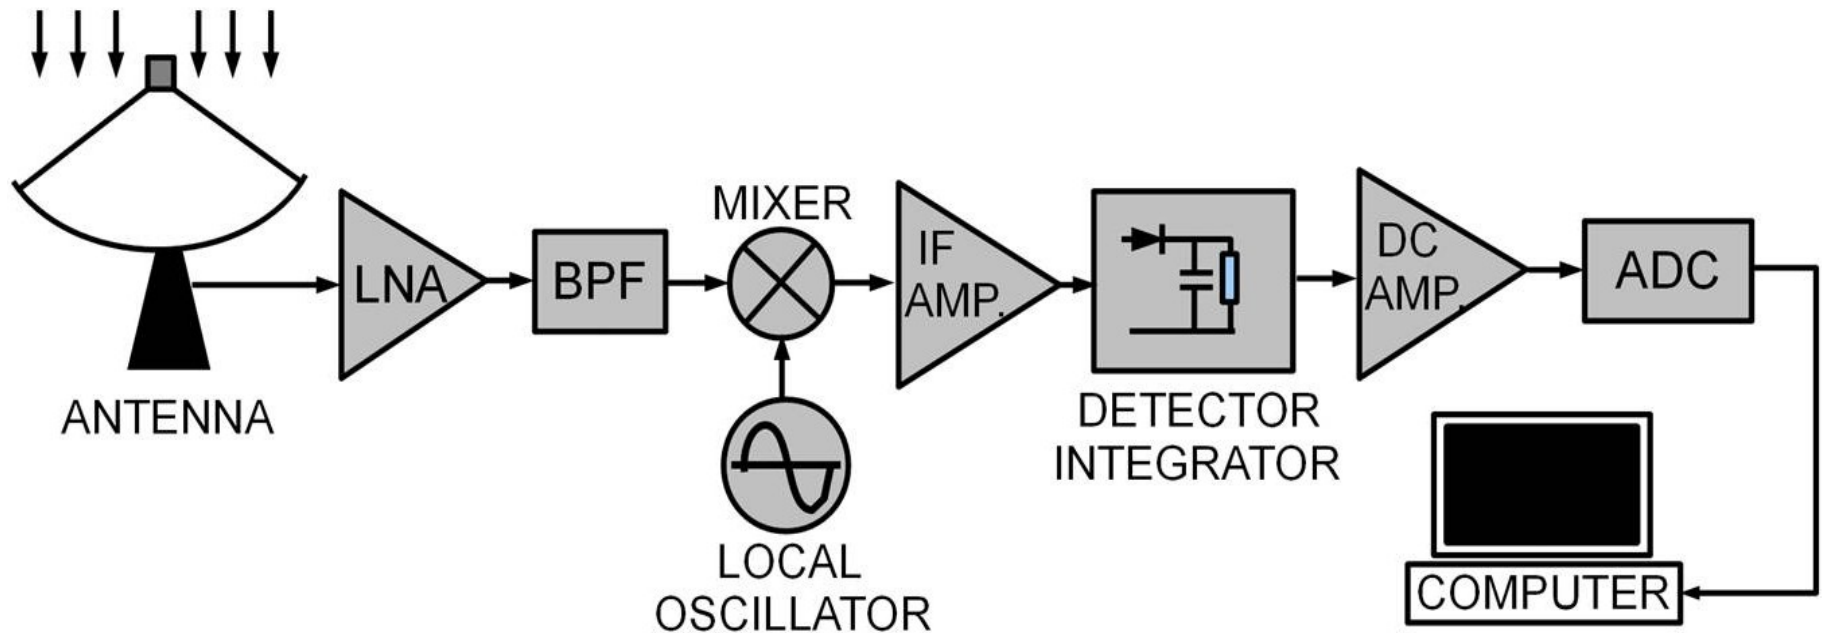 ANTENNA
LNA
BPF
MIXER
LOCAL
OSCILLATOR
IF
AMP.
DETECTOR
INTEGRATOR
DC
AMP.
ADC
COMPUTER